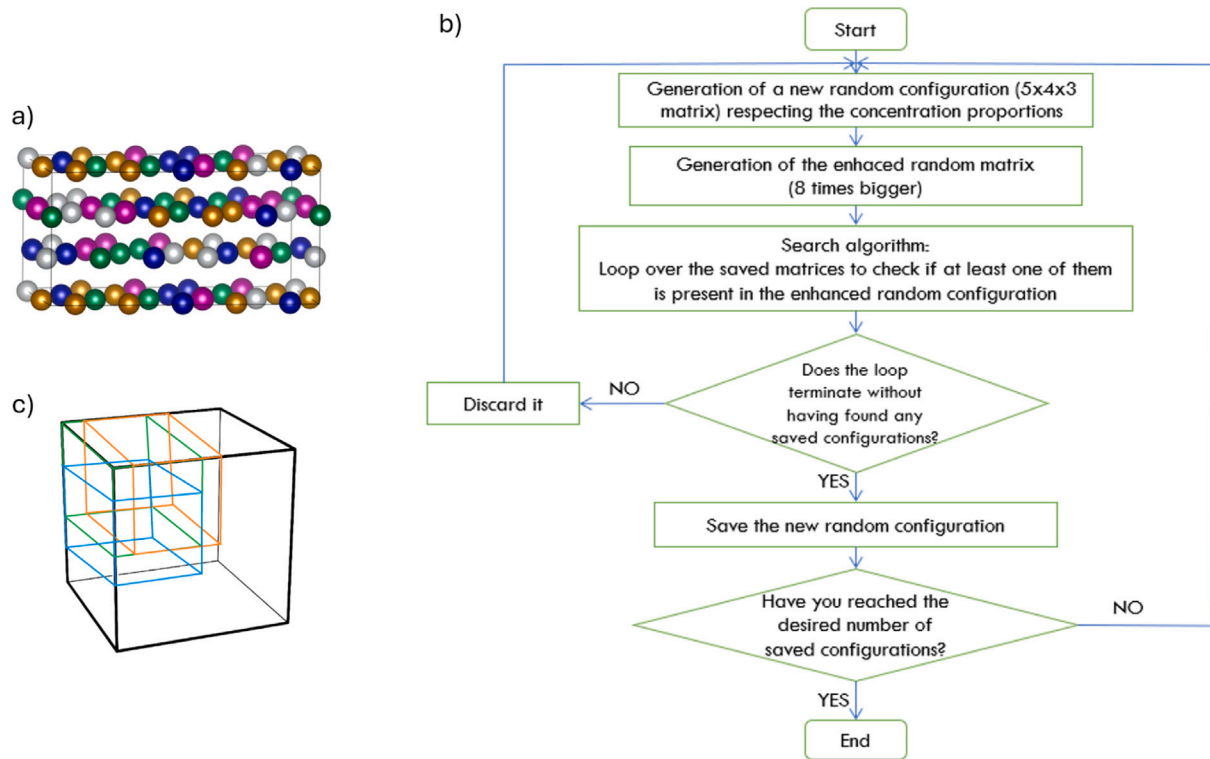 a)
b)
Start
Generation of a new random configuration (5x4x3
matrix) respecting the concentration proportions
Generation of the enhaced random matrix
(8 times bigger)
Search algorithm:
Loop over the saved matrices to check if at least one of them
is present in the enhanced random configuration
Does the loop
terminate without
having found any
saved configurations?
NO
Discard it
YES
Save the new random configuration
Have you reached the
desired number of
saved configurations?
NO
YES
End
c)